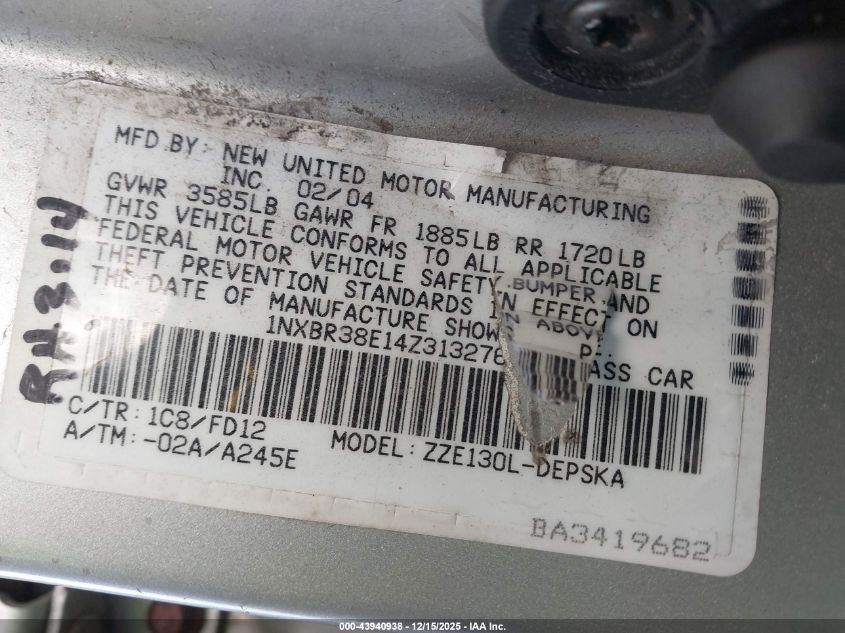 MFD.BY: NEW UNITED MOTOR MANUFACTURING
INC. 02/04
GVWR 3585LB GAWR FR 1885LB RR 1720LB
THIS VEHICLE CONFORMS TO ALL APPLICABLE
FEDERAL MOTOR VEHICLE SAFETY, BUMPER, AND
THEFT PREVENTION STANDARDS IN EFFECT ON
THE DATE OF MANUFACTURE SHOWN ABOVE.
1NXBR38E14Z313278 PASS CAR
C/TR: 1C8/FD12
A/TM: -02A/A245E
MODEL: ZZE130L-DEPSKA
BA3419682
RH3-14
000-43940938 - 12/15/2025 - IAA Inc.